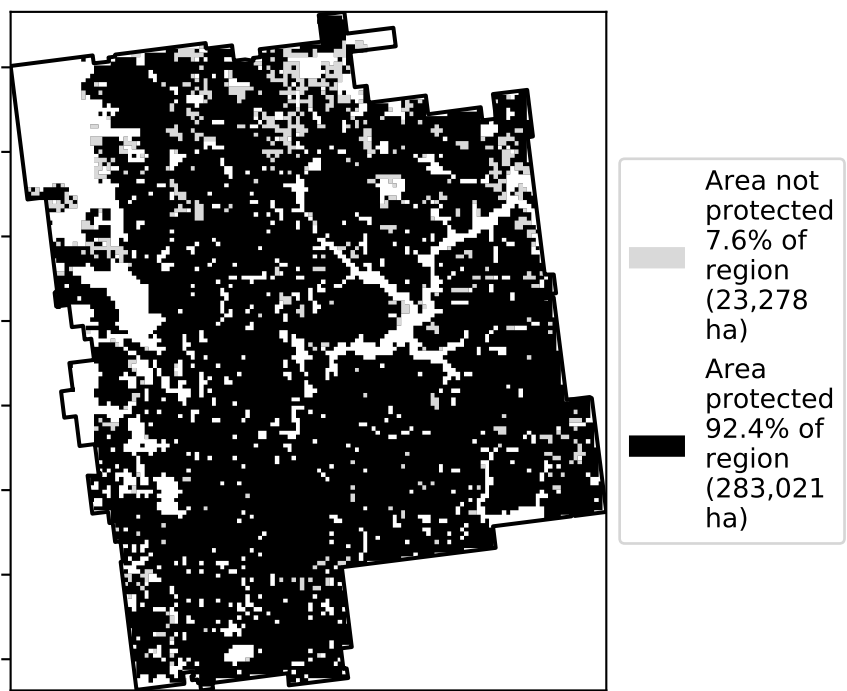 Area not
protected
7.6% of
region
(23,278
ha)
Area
protected
92.4% of
region
(283,021
ha)